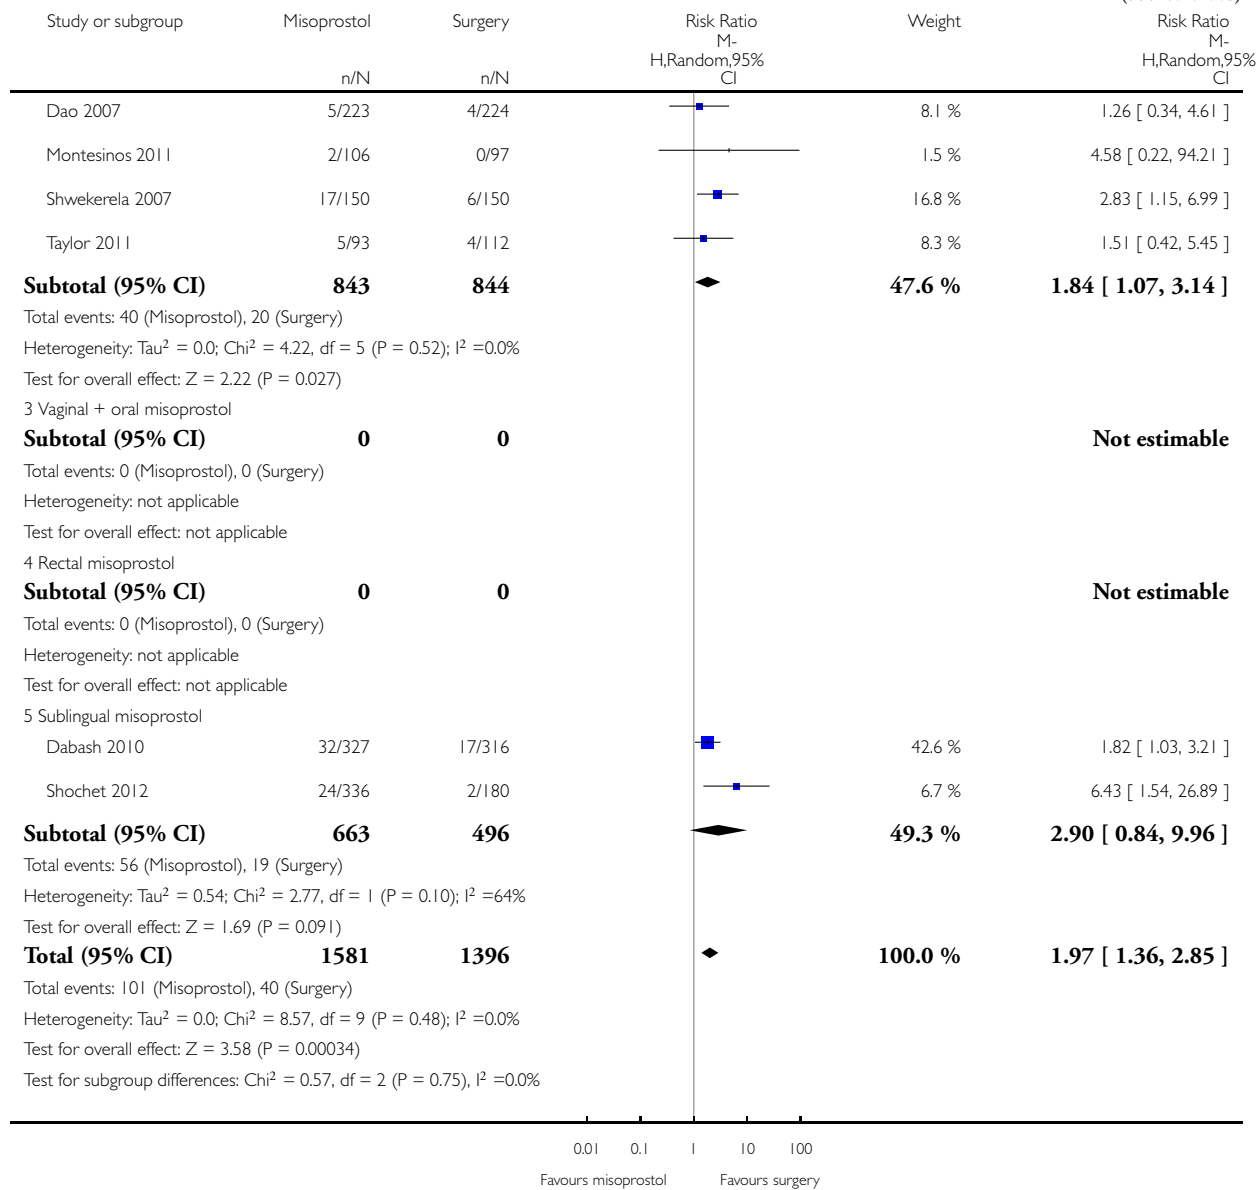 Study or subgroup Misoprostol Surgery Risk Ratio Weight Risk Ratio
M- M-
H,Random,95% H,Random,95%
n/N n/N CI CI
Dao 2007 5/223 4/224 8.1 % 1.26 [ 0.34, 4.61 ]
Montesinos 2011 2/106 0/97 1.5 % 4.58 [ 0.22, 94.21 ]
Shwekerela 2007 17/150 6/150 16.8 % 2.83 [ 1.15, 6.99 ]
Taylor 2011 5/93 4/112 8.3 % 1.51 [ 0.42, 5.45 ]
Subtotal (95% CI) 843 844 47.6 % 1.84 [ 1.07, 3.14 ]
Total events: 40 (Misoprostol), 20 (Surgery)
Heterogeneity: Tau² = 0.0; Chi² = 4.22, df = 5 (P = 0.52); I² =0.0%
Test for overall effect: Z = 2.22 (P = 0.027)
3 Vaginal + oral misoprostol
Subtotal (95% CI) 0 0 Not estimable
Total events: 0 (Misoprostol), 0 (Surgery)
Heterogeneity: not applicable
Test for overall effect: not applicable
4 Rectal misoprostol
Subtotal (95% CI) 0 0 Not estimable
Total events: 0 (Misoprostol), 0 (Surgery)
Heterogeneity: not applicable
Test for overall effect: not applicable
5 Sublingual misoprostol
Dabash 2010 32/327 17/316 42.6 % 1.82 [ 1.03, 3.21 ]
Shochet 2012 24/336 2/180 6.7 % 6.43 [ 1.54, 26.89 ]
Subtotal (95% CI) 663 496 49.3 % 2.90 [ 0.84, 9.96 ]
Total events: 56 (Misoprostol), 19 (Surgery)
Heterogeneity: Tau² = 0.54; Chi² = 2.77, df = 1 (P = 0.10); I² =64%
Test for overall effect: Z = 1.69 (P = 0.091)
Total (95% CI) 1581 1396 100.0 % 1.97 [ 1.36, 2.85 ]
Total events: 101 (Misoprostol), 40 (Surgery)
Heterogeneity: Tau² = 0.0; Chi² = 8.57, df = 9 (P = 0.48); I² =0.0%
Test for overall effect: Z = 3.58 (P = 0.00034)
Test for subgroup differences: Chi² = 0.57, df = 2 (P = 0.75), I² =0.0%
0.01 0.1 1 10 100
Favours misoprostol Favours surgery